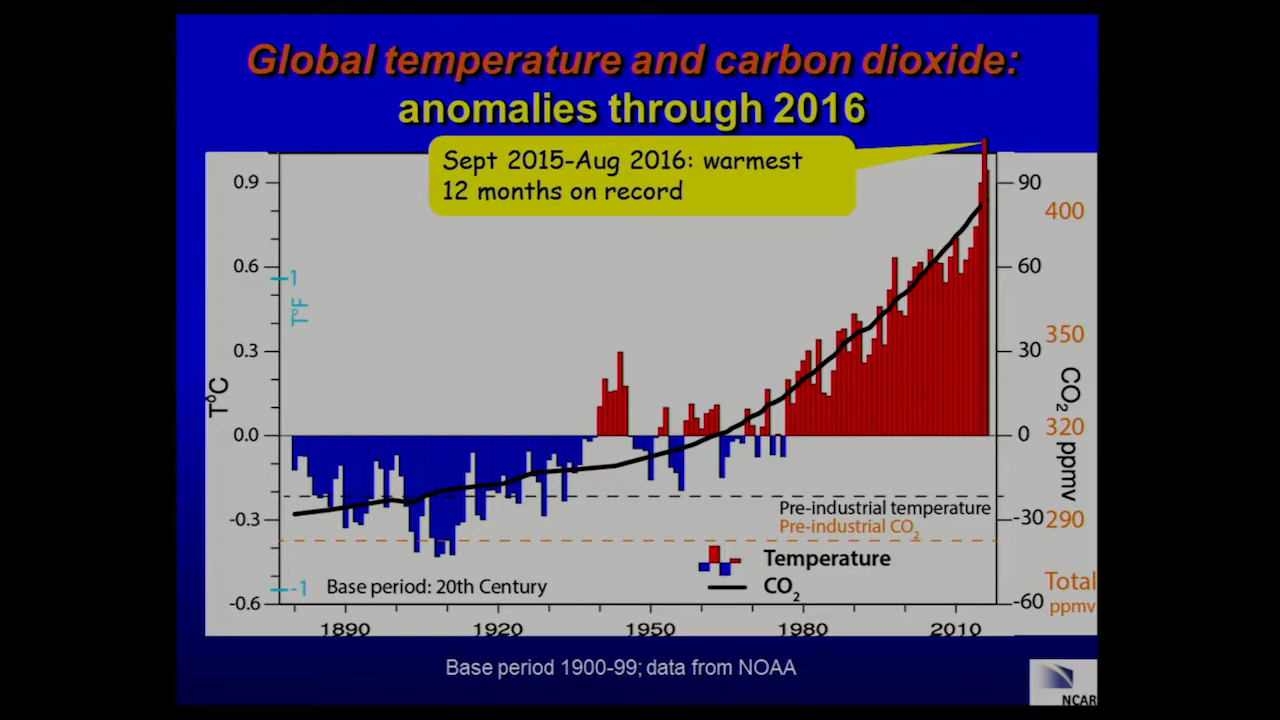 Global temperature and carbon dioxide:
anomalies through 2016
Sept 2015-Aug 2016: warmest
12 months on record
0.9
0.6
0.3
0.0
-0.3
-0.6
T°C
1
T°F
-1
90
60
30
0
-30
-60
CO2 ppmv
400
350
320
290
Total
ppmv
Pre-industrial temperature
Pre-industrial CO2
Temperature
CO2
Base period: 20th Century
1890 1920 1950 1980 2010
Base period 1900-99; data from NOAA
NCAR